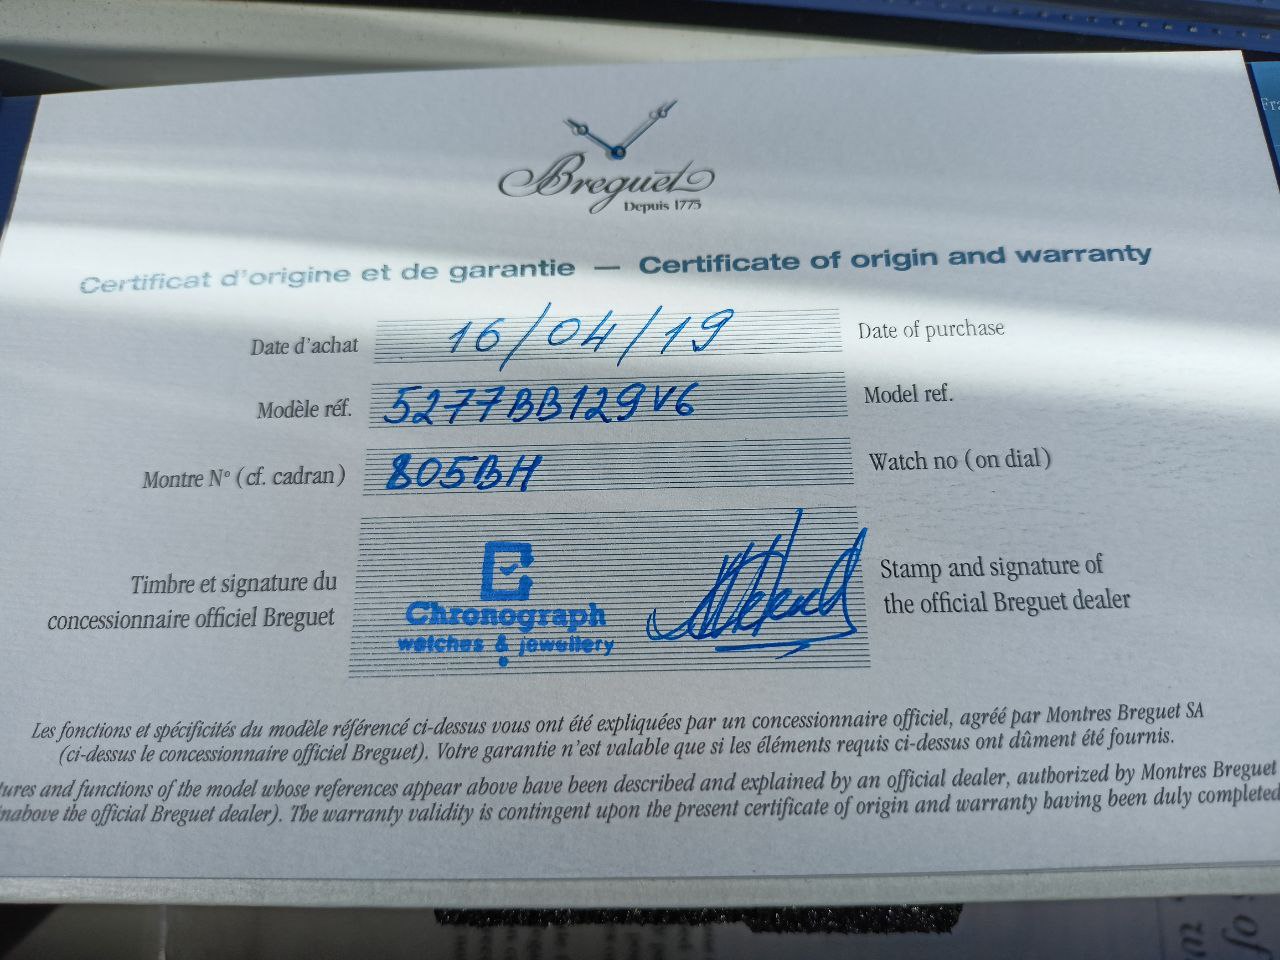 Breguet
Depuis 1775
Certificat d'origine et de garantie — Certificate of origin and warranty
Date d'achat 16/04/19 Date of purchase
Modèle réf. 5277BB129V6 Model ref.
Montre N° (cf. cadran) 805BH Watch no (on dial)
Timbre et signature du
concessionnaire officiel Breguet
Chronograph
watches & jewellery
Stamp and signature of
the official Breguet dealer
Les fonctions et spécificités du modèle référencé ci-dessus vous ont été expliquées par un concessionnaire officiel, agréé par Montres Breguet SA
(ci-dessus le concessionnaire officiel Breguet). Votre garantie n'est valable que si les éléments requis ci-dessus ont dûment été fournis.
tures and functions of the model whose references appear above have been described and explained by an official dealer, authorized by Montres Breguet
nabove the official Breguet dealer). The warranty validity is contingent upon the present certificate of origin and warranty having been duly completed